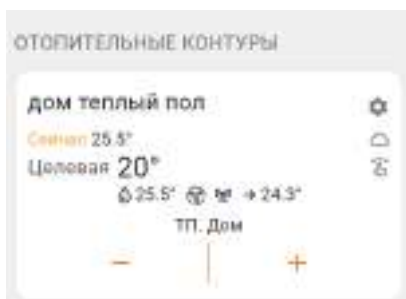 ОТОПИТЕЛЬНЫЕ КОНТУРЫ
дом теплый пол
Сейчас 25.5°
Целевая 20°
25.5° → 24.3°
ТП. Дом
− +